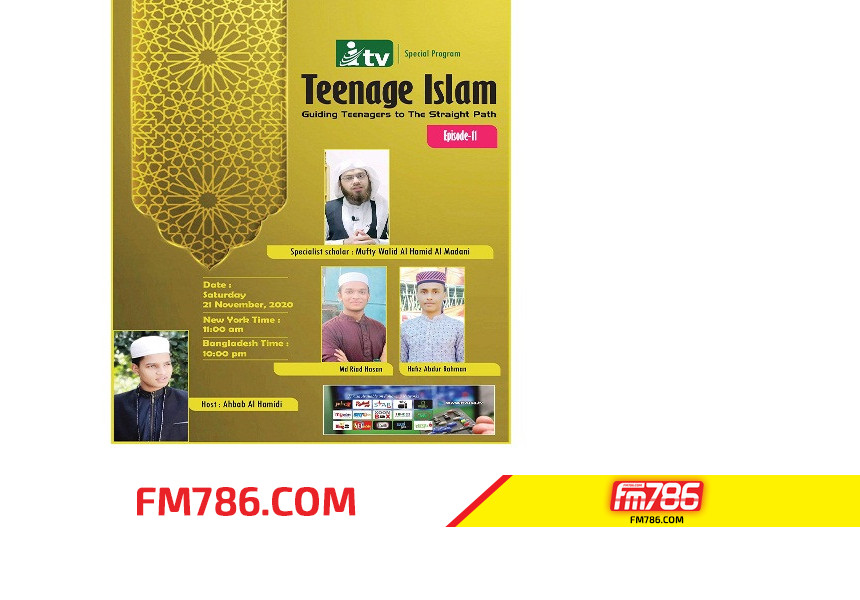 itv
Special Program
Teenage Islam
Guiding Teenagers to The Straight Path
Episode-11
Specialist scholar : Mufty Walid Al Hamid Al Madani
Date :
Saturday
21 November, 2020
New York Time :
11:00 am
Bangladesh Time :
10:00 pm
Md Riad Hasan
Hafiz Abdur Rahman
Host : Ahbab Al Hamidi
FM786.COM
fm786
FM786.COM